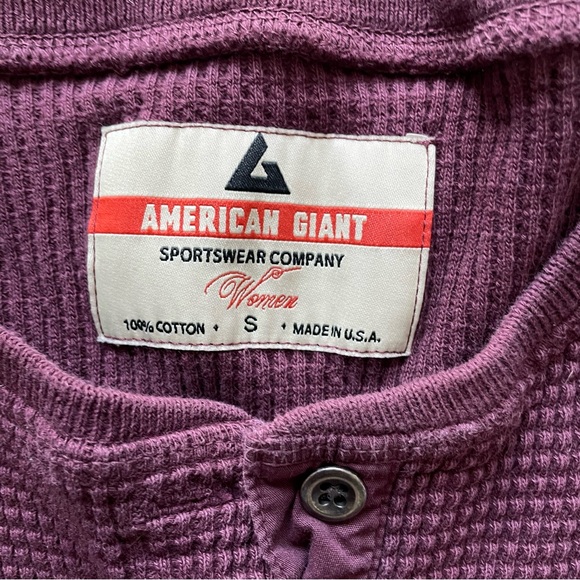 AMERICAN GIANT
SPORTSWEAR COMPANY
Women
100% COTTON • S • MADE IN U.S.A.